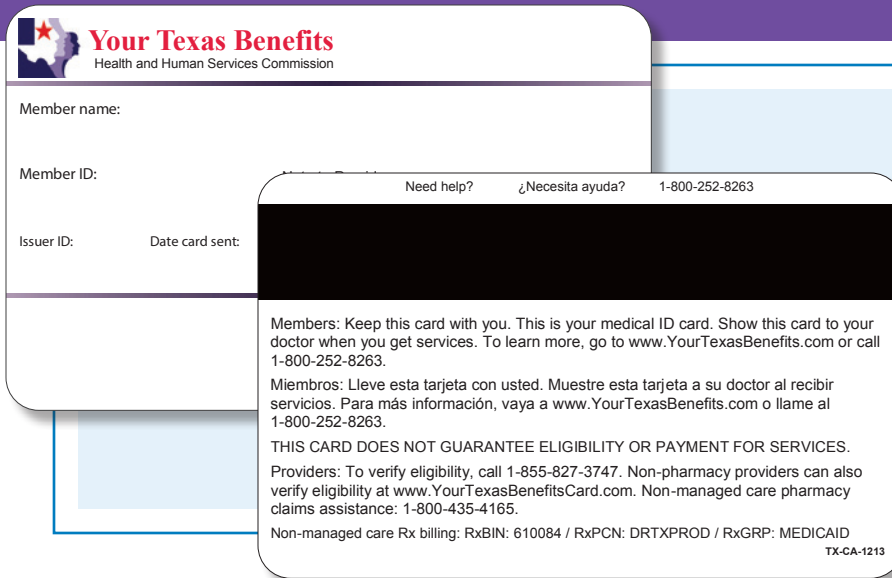 Your Texas Benefits
Health and Human Services Commission
Member name:
Member ID:
Issuer ID: Date card sent:
Need help? ¿Necesita ayuda? 1-800-252-8263
Members: Keep this card with you. This is your medical ID card. Show this card to your
doctor when you get services. To learn more, go to www.YourTexasBenefits.com or call
1-800-252-8263.
Miembros: Lleve esta tarjeta con usted. Muestre esta tarjeta a su doctor al recibir
servicios. Para más información, vaya a www.YourTexasBenefits.com o llame al
1-800-252-8263.
THIS CARD DOES NOT GUARANTEE ELIGIBILITY OR PAYMENT FOR SERVICES.
Providers: To verify eligibility, call 1-855-827-3747. Non-pharmacy providers can also
verify eligibility at www.YourTexasBenefitsCard.com. Non-managed care pharmacy
claims assistance: 1-800-435-4165.
Non-managed care Rx billing: RxBIN: 610084 / RxPCN: DRTXPROD / RxGRP: MEDICAID
TX-CA-1213